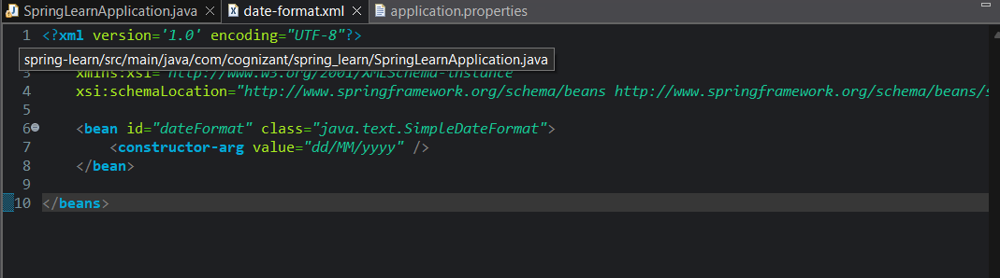 SpringLearnApplication.java date-format.xml application.properties
1 <?xml version='1.0' encoding="UTF-8"?>
spring-learn/src/main/java/com/cognizant/spring_learn/SpringLearnApplication.java
3 xmlns:xsi="http://www.w3.org/2001/XMLSchema-instance"
4 xsi:schemaLocation="http://www.springframework.org/schema/beans http://www.springframework.org/schema/beans/s
5
6 <bean id="dateFormat" class="java.text.SimpleDateFormat">
7 <constructor-arg value="dd/MM/yyyy" />
8 </bean>
9
10 </beans>